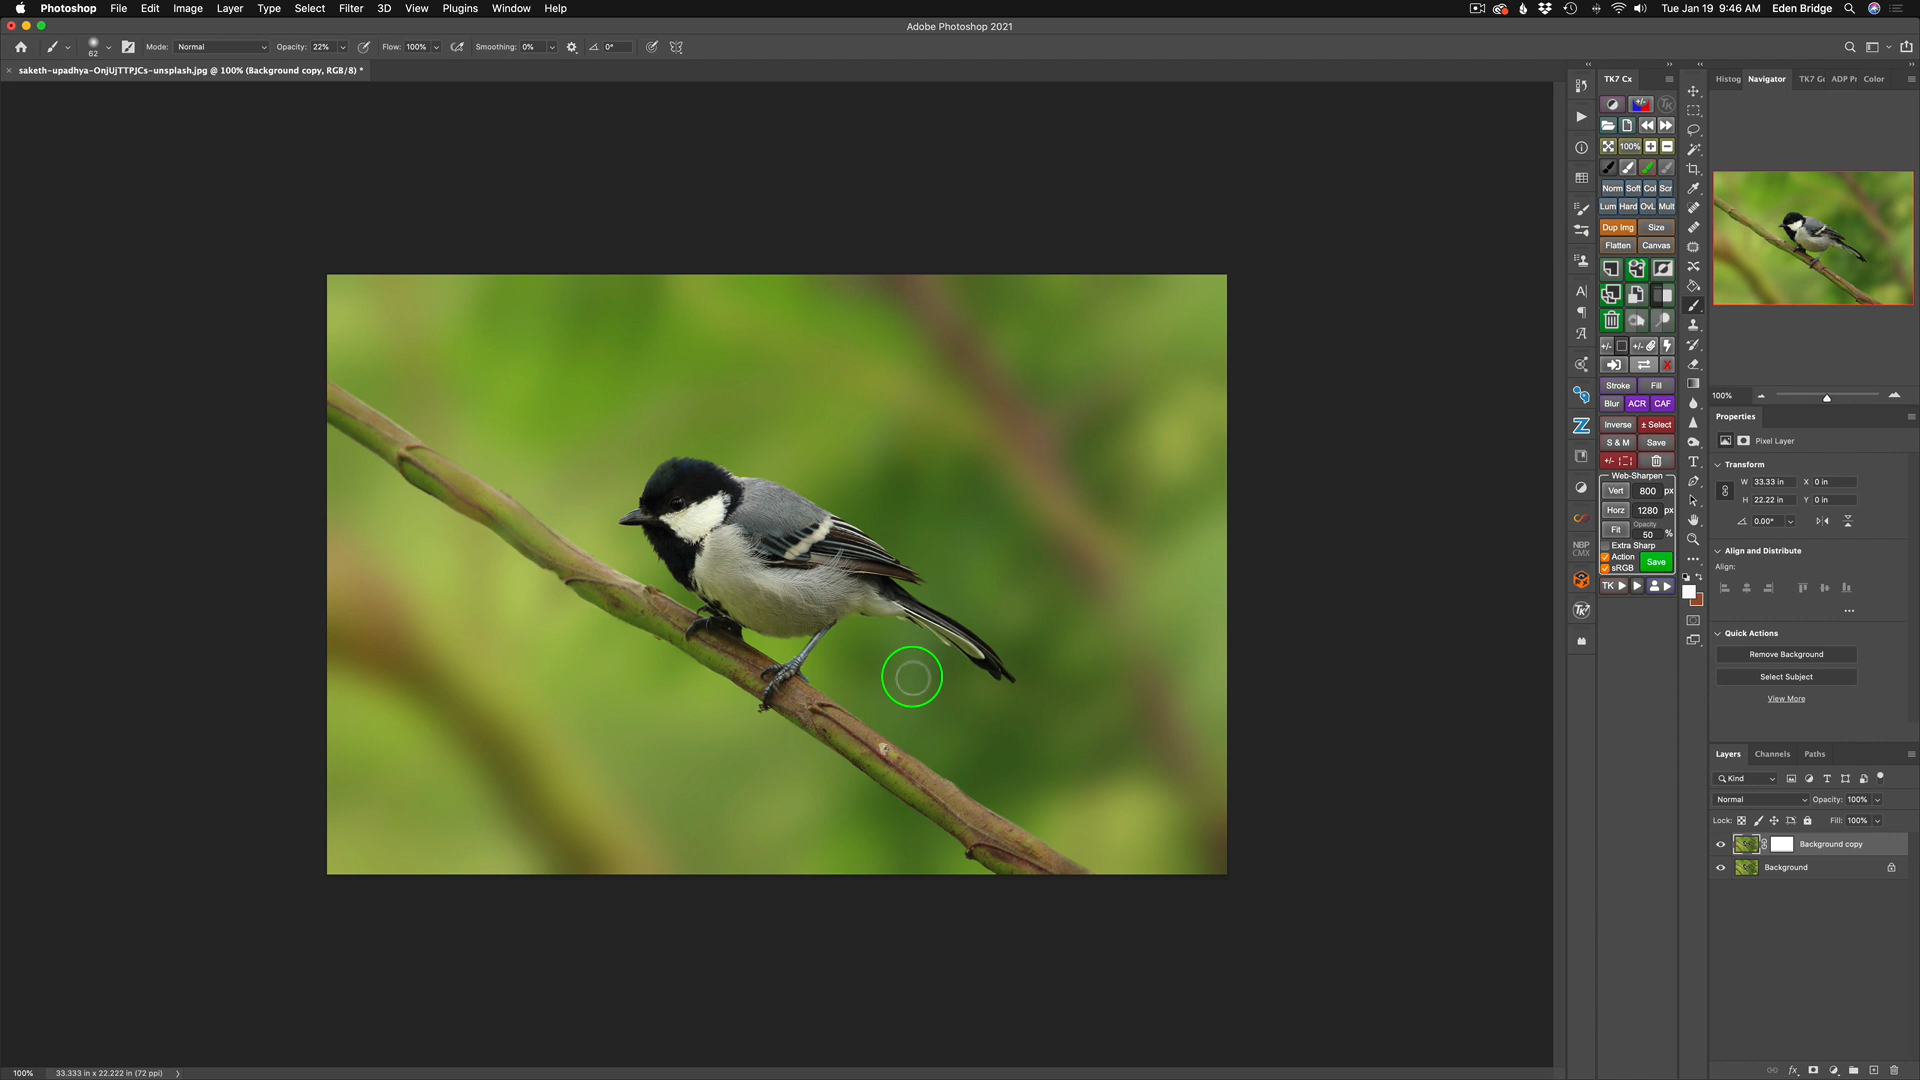 Photoshop File Edit Image Layer Type Select Filter 3D View Plugins Window Help Tue Jan 19 9:46 AM Eden Bridge
Adobe Photoshop 2021
62 Mode: Normal Opacity: 22% Flow: 100% Smoothing: 0% 0°
saketh-upadhya-OnjUjTTPJCs-unsplash.jpg @ 100% (Background copy, RGB/8) *
TK7 Cx
100%
Norm Soft Col Scr
Lum Hard OvL Mult
Dup Img Size
Flatten Canvas
+/- +/-
Stroke Fill
Blur ACR CAF
Inverse ± Select
S & M Save
+/-
Web-Sharpen
Vert 800 px
Horz 1280 px
Fit Opacity 50 %
Extra Sharp
Action
sRGB
Save
TK
NBP
CMX
Histog Navigator TK7 Go ADP Pr Color
100%
Properties
Pixel Layer
Transform
W 33.33 in X 0 in
H 22.22 in Y 0 in
0.00°
Align and Distribute
Align:
Quick Actions
Remove Background
Select Subject
View More
Layers Channels Paths
Kind
Normal Opacity: 100%
Lock: Fill: 100%
Background copy
Background
fx
100% 33.333 in x 22.222 in (72 ppi)